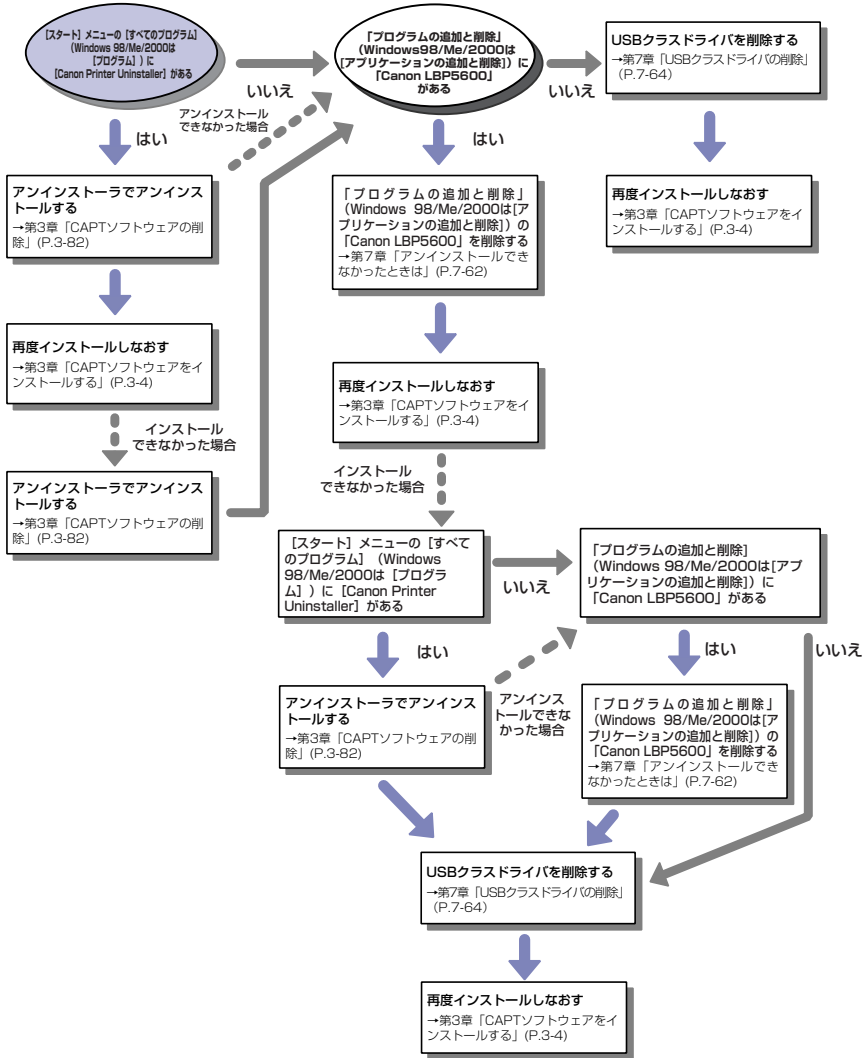 [スタート] メニューの [すべてのプログラム]
(Windows 98/Me/2000は
[プログラム] ) に
[Canon Printer Uninstaller] がある
いいえ
「プログラムの追加と削除」
(Windows98/Me/2000は
[アプリケーションの追加と削除]) に
「Canon LBP5600」
がある
いいえ
USBクラスドライバを削除する
→第7章「USBクラスドライバの削除」
(P.7-64)
アンインストール
できなかった場合
はい
はい
アンインストーラでアンインス
トールする
→第3章「CAPTソフトウェアの削
除」(P.3-82)
「プログラムの追加と削除」
(Windows 98/Me/2000は[ア
プリケーションの追加と削除]) の
「Canon LBP5600」を削除する
→第7章「アンインストールでき
なかったときは」(P.7-62)
再度インストールしなおす
→第3章「CAPTソフトウェアをイ
ンストールする」(P.3-4)
再度インストールしなおす
→第3章「CAPTソフトウェアをイ
ンストールする」(P.3-4)
再度インストールしなおす
→第3章「CAPTソフトウェアをイ
ンストールする」(P.3-4)
インストール
できなかった場合
アンインストーラでアンインス
トールする
→第3章「CAPTソフトウェアの削
除」(P.3-82)
インストール
できなかった場合
[スタート] メニューの [すべて
のプログラム] (Windows
98/Me/2000は [プログラ
ム] ) に [Canon Printer
Uninstaller] がある
いいえ
「プログラムの追加と削除]
(Windows 98/Me/2000は[アプ
リケーションの追加と削除]) に
「Canon LBP5600」がある
はい
はい
いいえ
アンインストーラでアンインス
トールする
→第3章「CAPTソフトウェアの削
除」(P.3-82)
アンインス
トールできな
かった場合
「プログラムの追加と削除」
(Windows 98/Me/2000は[ア
プリケーションの追加と削除]) の
「Canon LBP5600」を削除する
→第7章「アンインストールでき
なかったときは」(P.7-62)
USBクラスドライバを削除する
→第7章「USBクラスドライバの削除」
(P.7-64)
再度インストールしなおす
→第3章「CAPTソフトウェアをイ
ンストールする」(P.3-4)